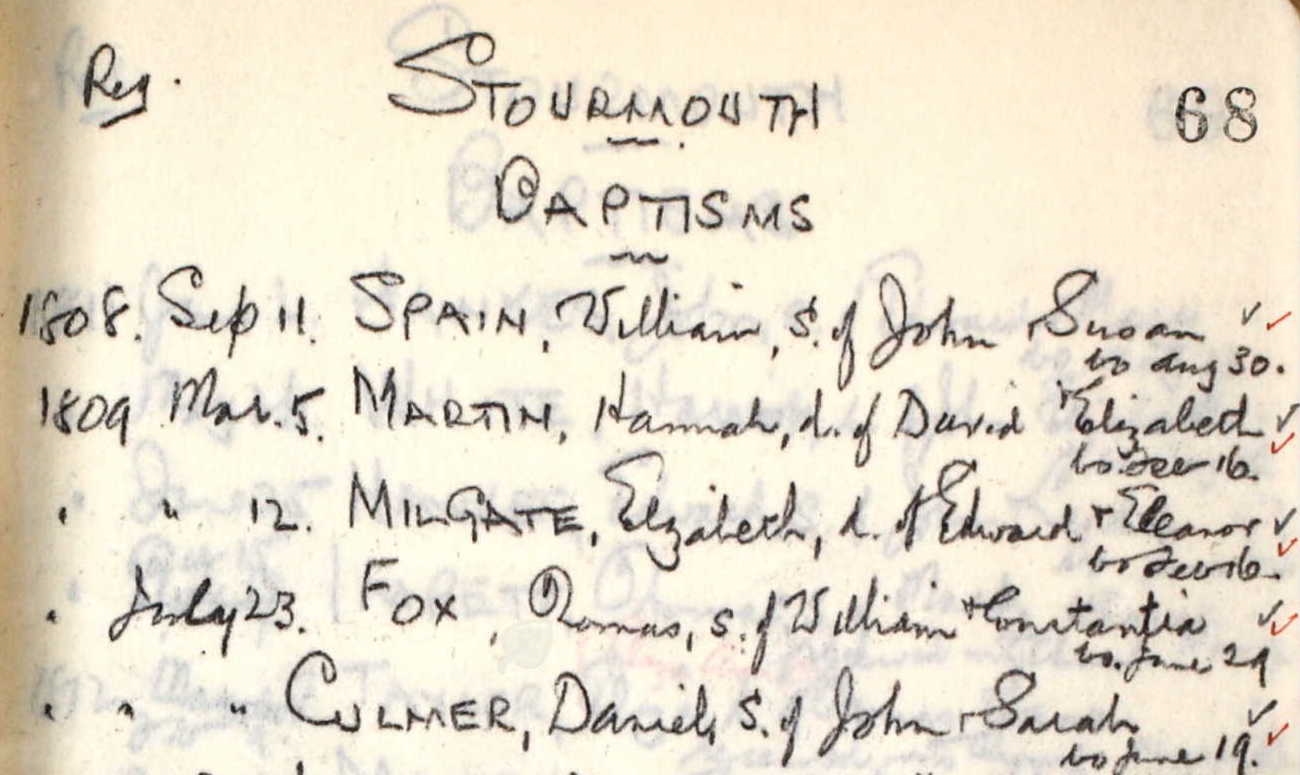 Reg. STOURMOUTH 68
BAPTISMS
1808. Sep 11. SPAIN, William, s. of John + Susan
bo Aug 30.
1809 Mar. 5. MARTIN, Hannah, d. of David + Elizabeth
bo. Feb 16.
" " 12. MILGATE, Elizabeth, d. of Edward + Eleanor
bo Feb 16.
" July 23. FOX, Thomas, s. of William + Constantia
bo. June 29
" " " CULMER, Daniel, s. of John + Sarah
bo June 19.